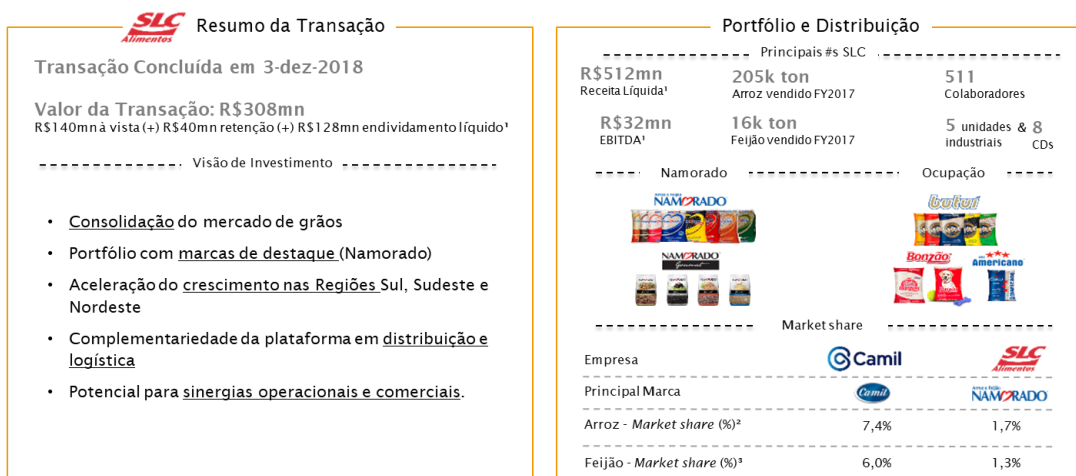 SLC
Alimentos
Resumo da Transação
Transação Concluída em 3-dez-2018
Valor da Transação: R$308mn
R$140mn à vista (+) R$40mn retenção (+) R$128mn endividamento líquido¹
Visão de Investimento
• Consolidação do mercado de grãos
• Portfólio com marcas de destaque (Namorado)
• Aceleração do crescimento nas Regiões Sul, Sudeste e
Nordeste
• Complementariedade da plataforma em distribuição e
logística
• Potencial para sinergias operacionais e comerciais.
Portfólio e Distribuição
Principais #s SLC
R$512mn
Receita Líquida¹
205k ton
Arroz vendido FY2017
511
Colaboradores
R$32mn
EBITDA¹
16k ton
Feijão vendido FY2017
5 unidades & 8
industriais CDs
Namorado
Ocupação
Arroz e Feijão
NAMORADO
NAMORADO
Gourmet
butuí
Bonzão
Americano
Market share
Empresa
Camil
SLC
Alimentos
Principal Marca
Camil
Arroz e Feijão
NAMORADO
Arroz - Market share (%)² 7,4% 1,7%
Feijão - Market share (%)³ 6,0% 1,3%